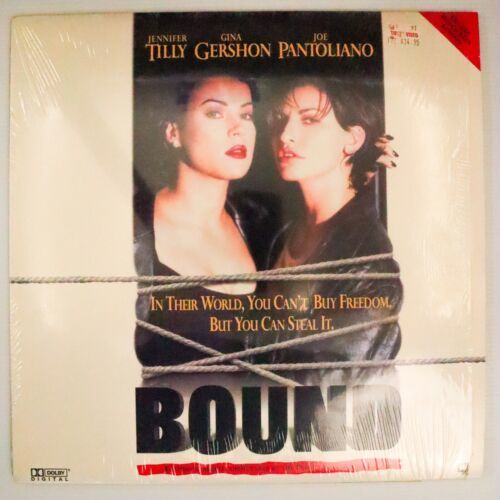 JENNIFER GINA JOE
TILLY GERSHON PANTOLIANO
IN THEIR WORLD, YOU CAN'T BUY FREEDOM,
BUT YOU CAN STEAL IT.
BOUND
DOLBY
DIGITAL